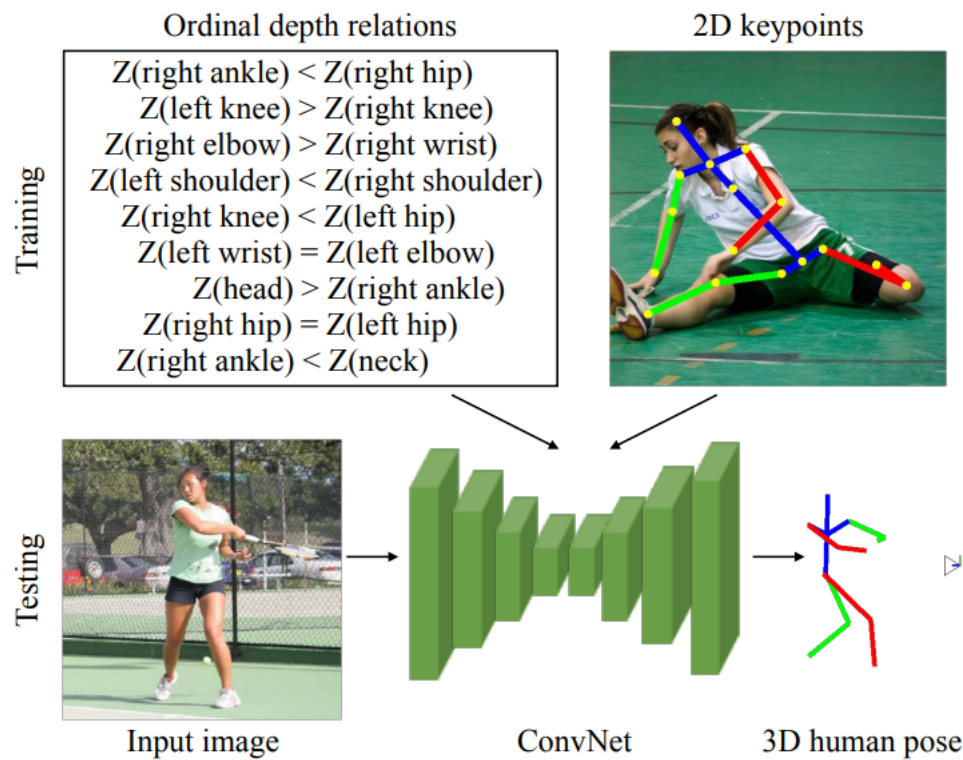 Ordinal depth relations
2D keypoints
Training
Z(right ankle) < Z(right hip)
Z(left knee) > Z(right knee)
Z(right elbow) > Z(right wrist)
Z(left shoulder) < Z(right shoulder)
Z(right knee) < Z(left hip)
Z(left wrist) = Z(left elbow)
Z(head) > Z(right ankle)
Z(right hip) = Z(left hip)
Z(right ankle) < Z(neck)
Testing
Input image
ConvNet
3D human pose